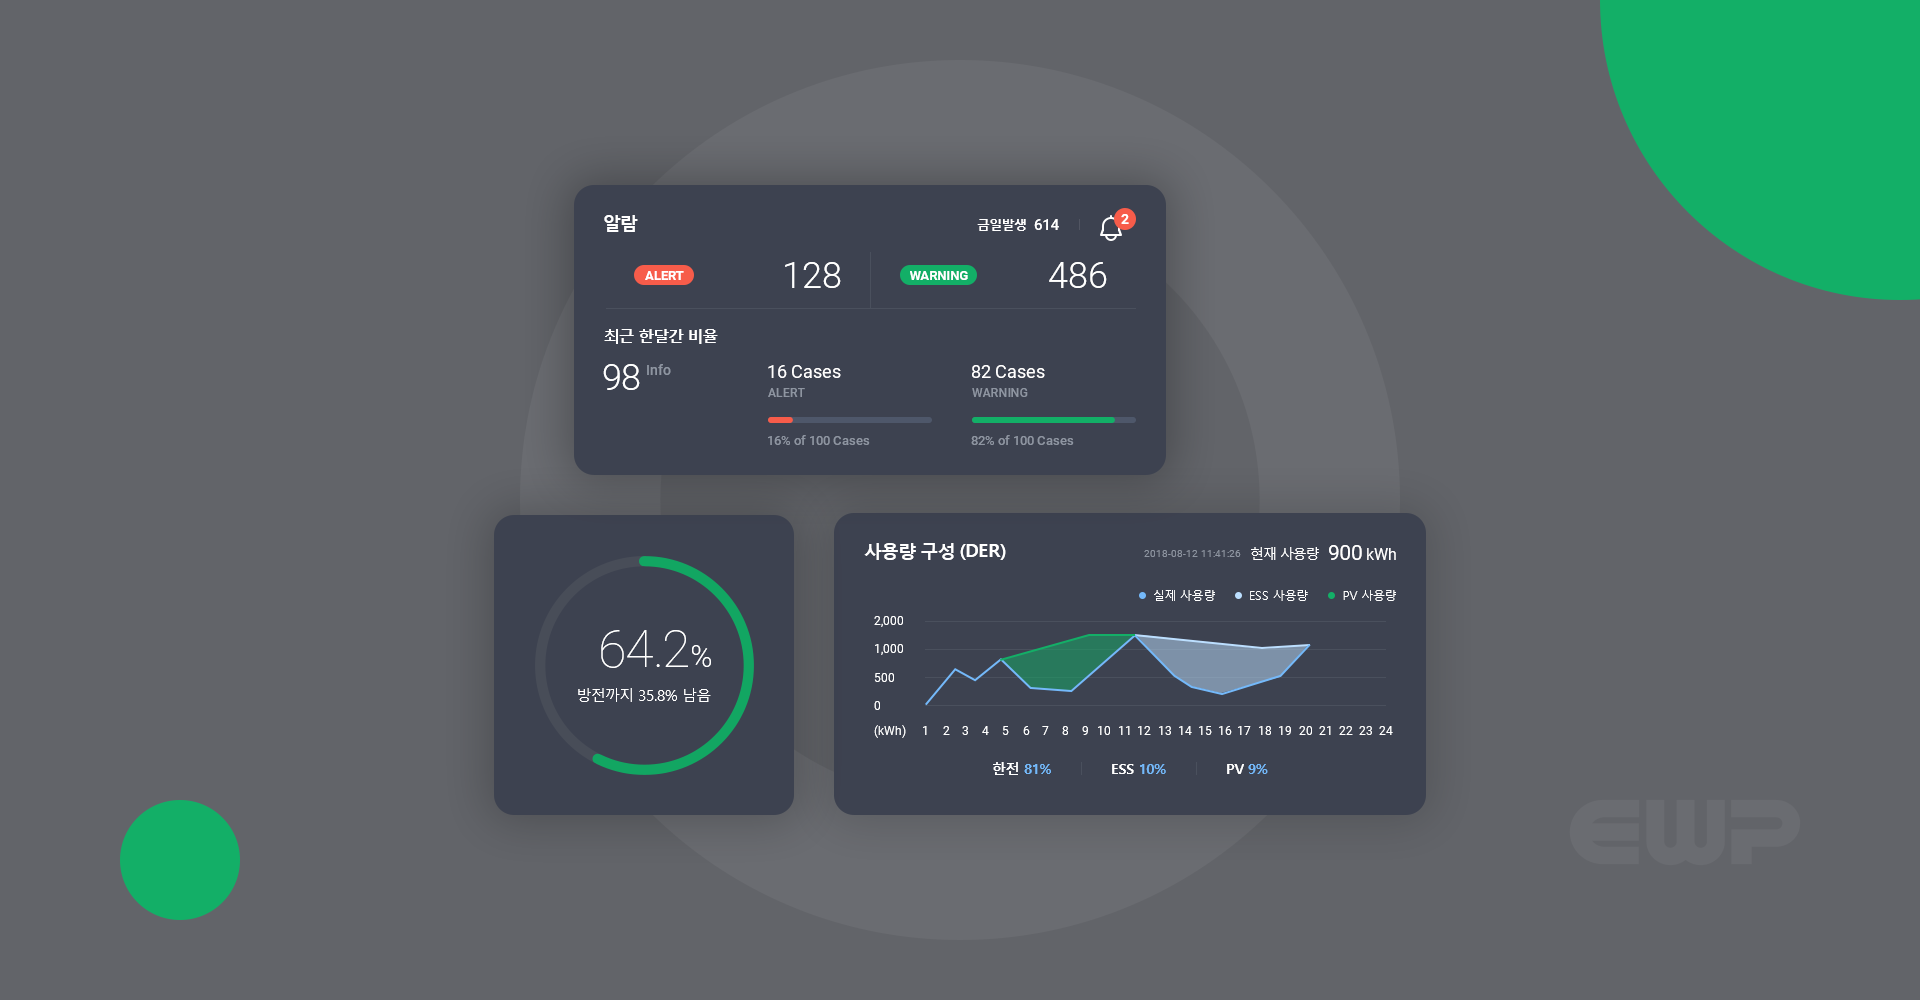 알람
금일발생 614
2
ALERT 128
WARNING 486
최근 한달간 비율
98 Info
16 Cases
ALERT
16% of 100 Cases
82 Cases
WARNING
82% of 100 Cases
64.2%
방전까지 35.8% 남음
사용량 구성 (DER)
2018-08-12 11:41:26 현재 사용량 900 kWh
실제 사용량 ESS 사용량 PV 사용량
2,000
1,000
500
0
(kWh) 1 2 3 4 5 6 7 8 9 10 11 12 13 14 15 16 17 18 19 20 21 22 23 24
한전 81% ESS 10% PV 9%
EWP